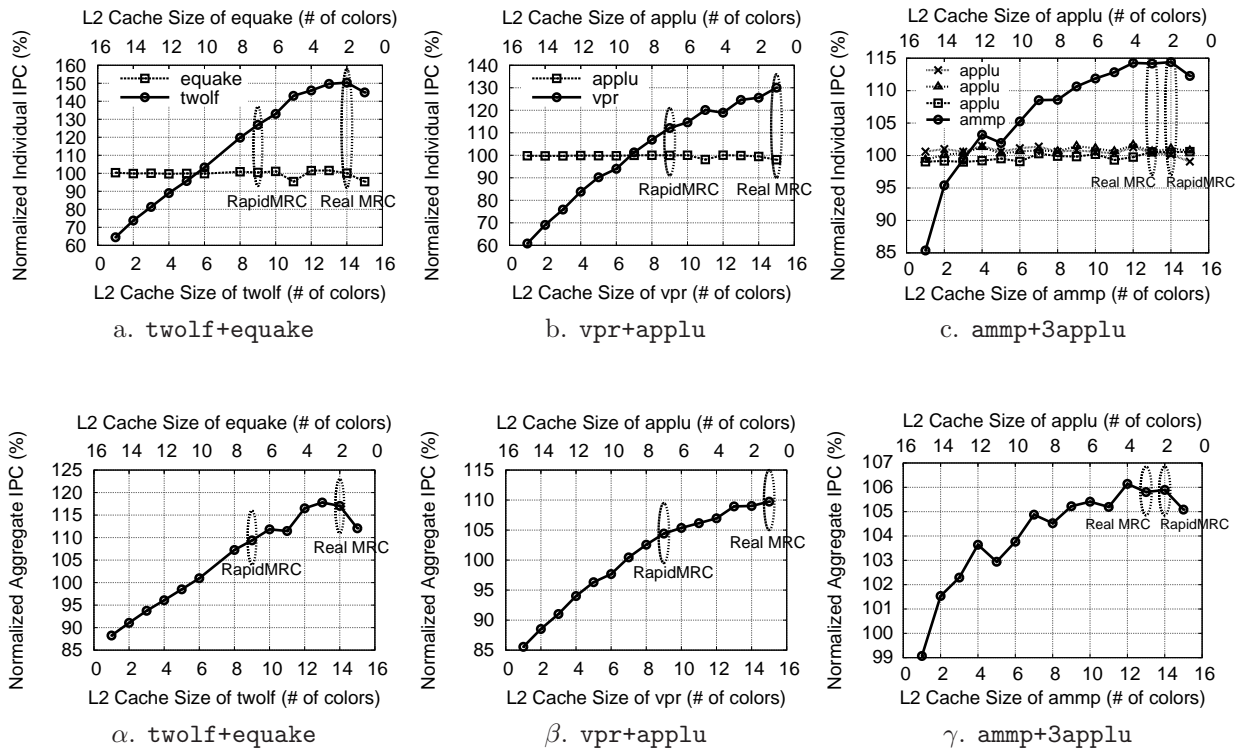 L2 Cache Size of equake (# of colors)
16 14 12 10 8 6 4 2 0
Normalized Individual IPC (%)
160
150
140
130
120
110
100
90
80
70
60
equake
twolf
RapidMRC
Real MRC
0 2 4 6 8 10 12 14 16
L2 Cache Size of twolf (# of colors)
a. twolf+equake
L2 Cache Size of applu (# of colors)
16 14 12 10 8 6 4 2 0
Normalized Individual IPC (%)
140
130
120
110
100
90
80
70
60
applu
vpr
RapidMRC
Real MRC
0 2 4 6 8 10 12 14 16
L2 Cache Size of vpr (# of colors)
b. vpr+applu
L2 Cache Size of applu (# of colors)
16 14 12 10 8 6 4 2 0
Normalized Individual IPC (%)
115
110
105
100
95
90
85
applu
applu
applu
ammp
Real MRC
RapidMRC
0 2 4 6 8 10 12 14 16
L2 Cache Size of ammp (# of colors)
c. ammp+3applu
L2 Cache Size of equake (# of colors)
16 14 12 10 8 6 4 2 0
Normalized Aggregate IPC (%)
125
120
115
110
105
100
95
90
85
RapidMRC
Real MRC
0 2 4 6 8 10 12 14 16
L2 Cache Size of twolf (# of colors)
α. twolf+equake
L2 Cache Size of applu (# of colors)
16 14 12 10 8 6 4 2 0
Normalized Aggregate IPC (%)
115
110
105
100
95
90
85
RapidMRC
Real MRC
0 2 4 6 8 10 12 14 16
L2 Cache Size of vpr (# of colors)
β. vpr+applu
L2 Cache Size of applu (# of colors)
16 14 12 10 8 6 4 2 0
Normalized Aggregate IPC (%)
107
106
105
104
103
102
101
100
99
Real MRC
RapidMRC
0 2 4 6 8 10 12 14 16
L2 Cache Size of ammp (# of colors)
γ. ammp+3applu